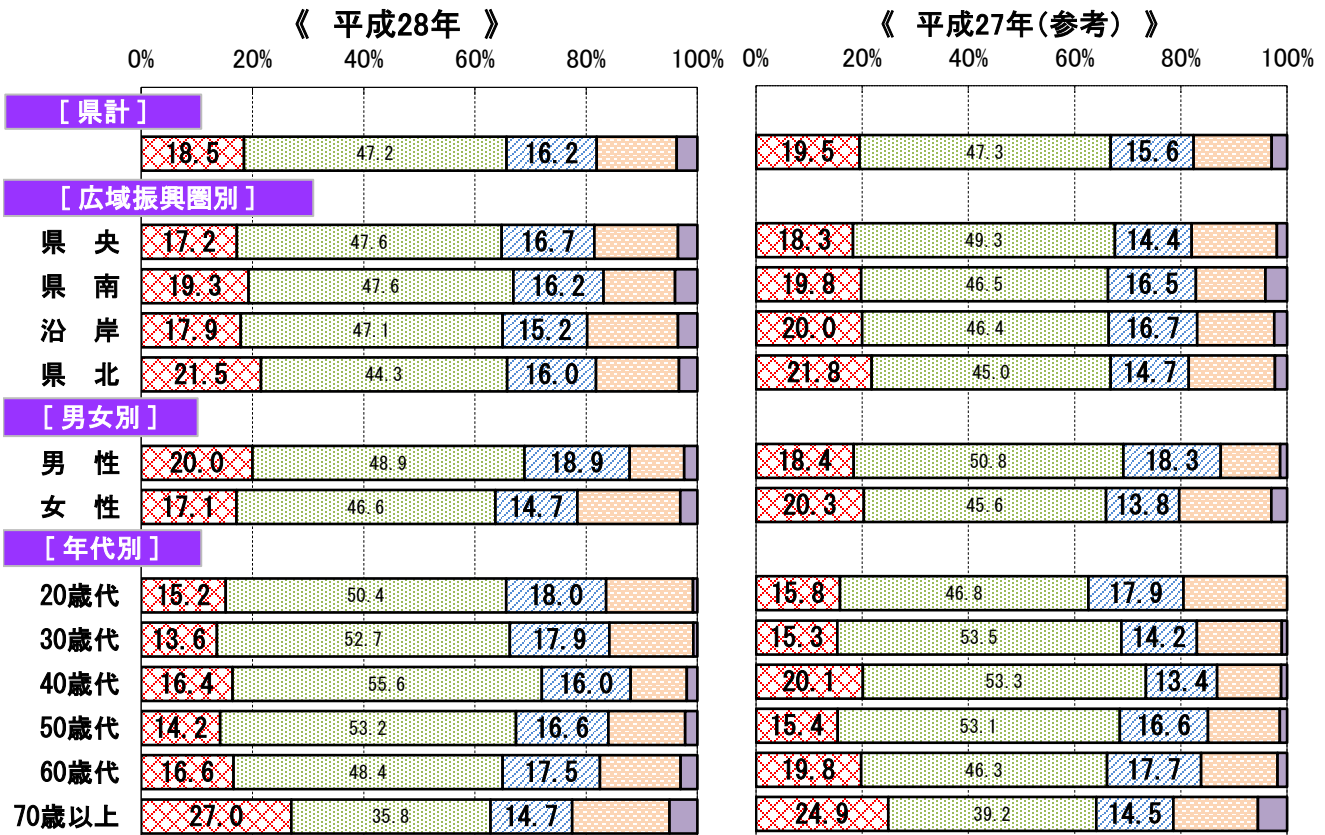 《 平成28年 》
《 平成27年(参考) 》
0% 20% 40% 60% 80% 100%
0% 20% 40% 60% 80% 100%
[ 県計 ]
18.5 47.2 16.2
19.5 47.3 15.6
[ 広域振興圏別 ]
県 央 17.2 47.6 16.7
18.3 49.3 14.4
県 南 19.3 47.6 16.2
19.8 46.5 16.5
沿 岸 17.9 47.1 15.2
20.0 46.4 16.7
県 北 21.5 44.3 16.0
21.8 45.0 14.7
[ 男女別 ]
男 性 20.0 48.9 18.9
18.4 50.8 18.3
女 性 17.1 46.6 14.7
20.3 45.6 13.8
[ 年代別 ]
20歳代 15.2 50.4 18.0
15.8 46.8 17.9
30歳代 13.6 52.7 17.9
15.3 53.5 14.2
40歳代 16.4 55.6 16.0
20.1 53.3 13.4
50歳代 14.2 53.2 16.6
15.4 53.1 16.6
60歳代 16.6 48.4 17.5
19.8 46.3 17.7
70歳以上 27.0 35.8 14.7
24.9 39.2 14.5